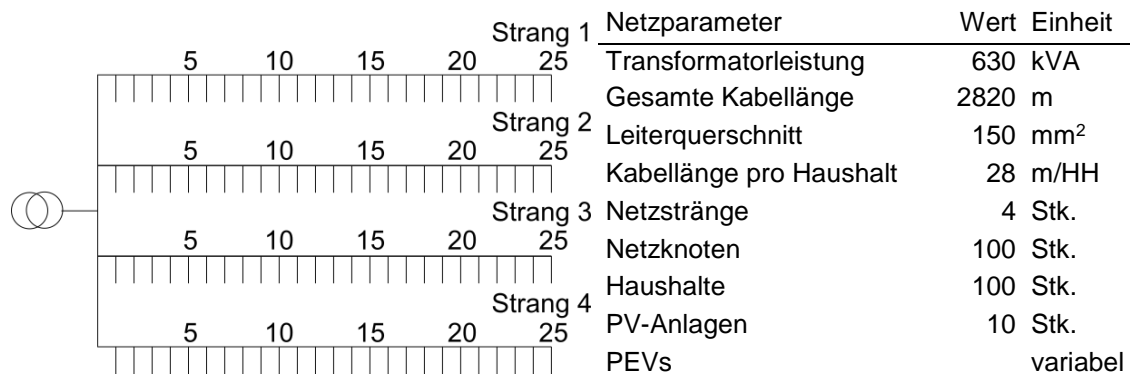 Strang 1
5 10 15 20 25
Strang 2
5 10 15 20 25
Strang 3
5 10 15 20 25
Strang 4
5 10 15 20 25
Netzparameter Wert Einheit
Transformatorleistung 630 kVA
Gesamte Kabellänge 2820 m
Leiterquerschnitt 150 mm²
Kabellänge pro Haushalt 28 m/HH
Netzstränge 4 Stk.
Netzknoten 100 Stk.
Haushalte 100 Stk.
PV-Anlagen 10 Stk.
PEVs variabel